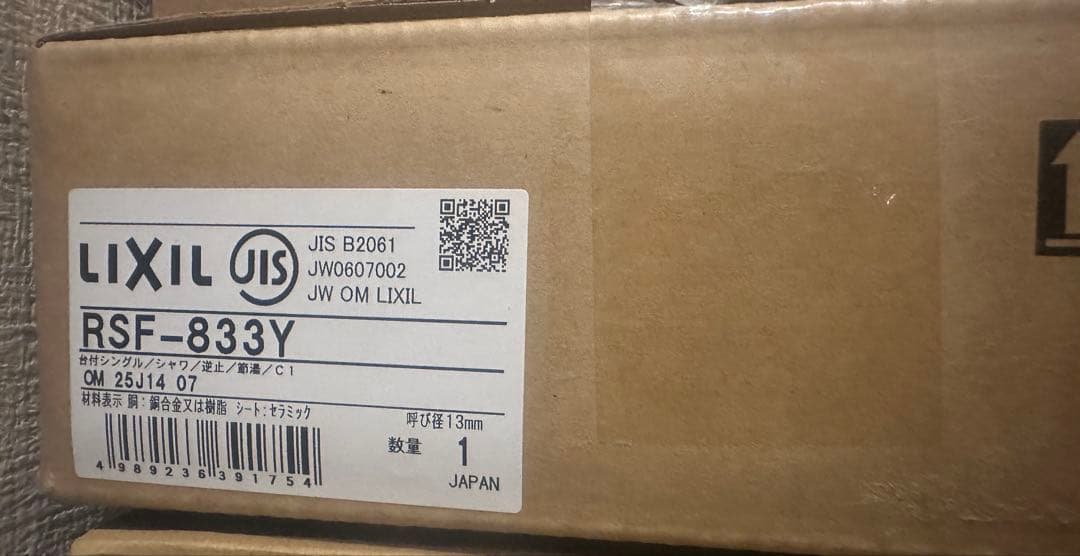 LIXIL JIS
JIS B2061
JW0607002
JW OM LIXIL
RSF-833Y
台付シングル/シャワ/逆止/節湯/C1
OM 25J14 07
材料表示 胴:銅合金又は樹脂 シート:セラミック
呼び径13mm
数量 1
4989236391754
JAPAN